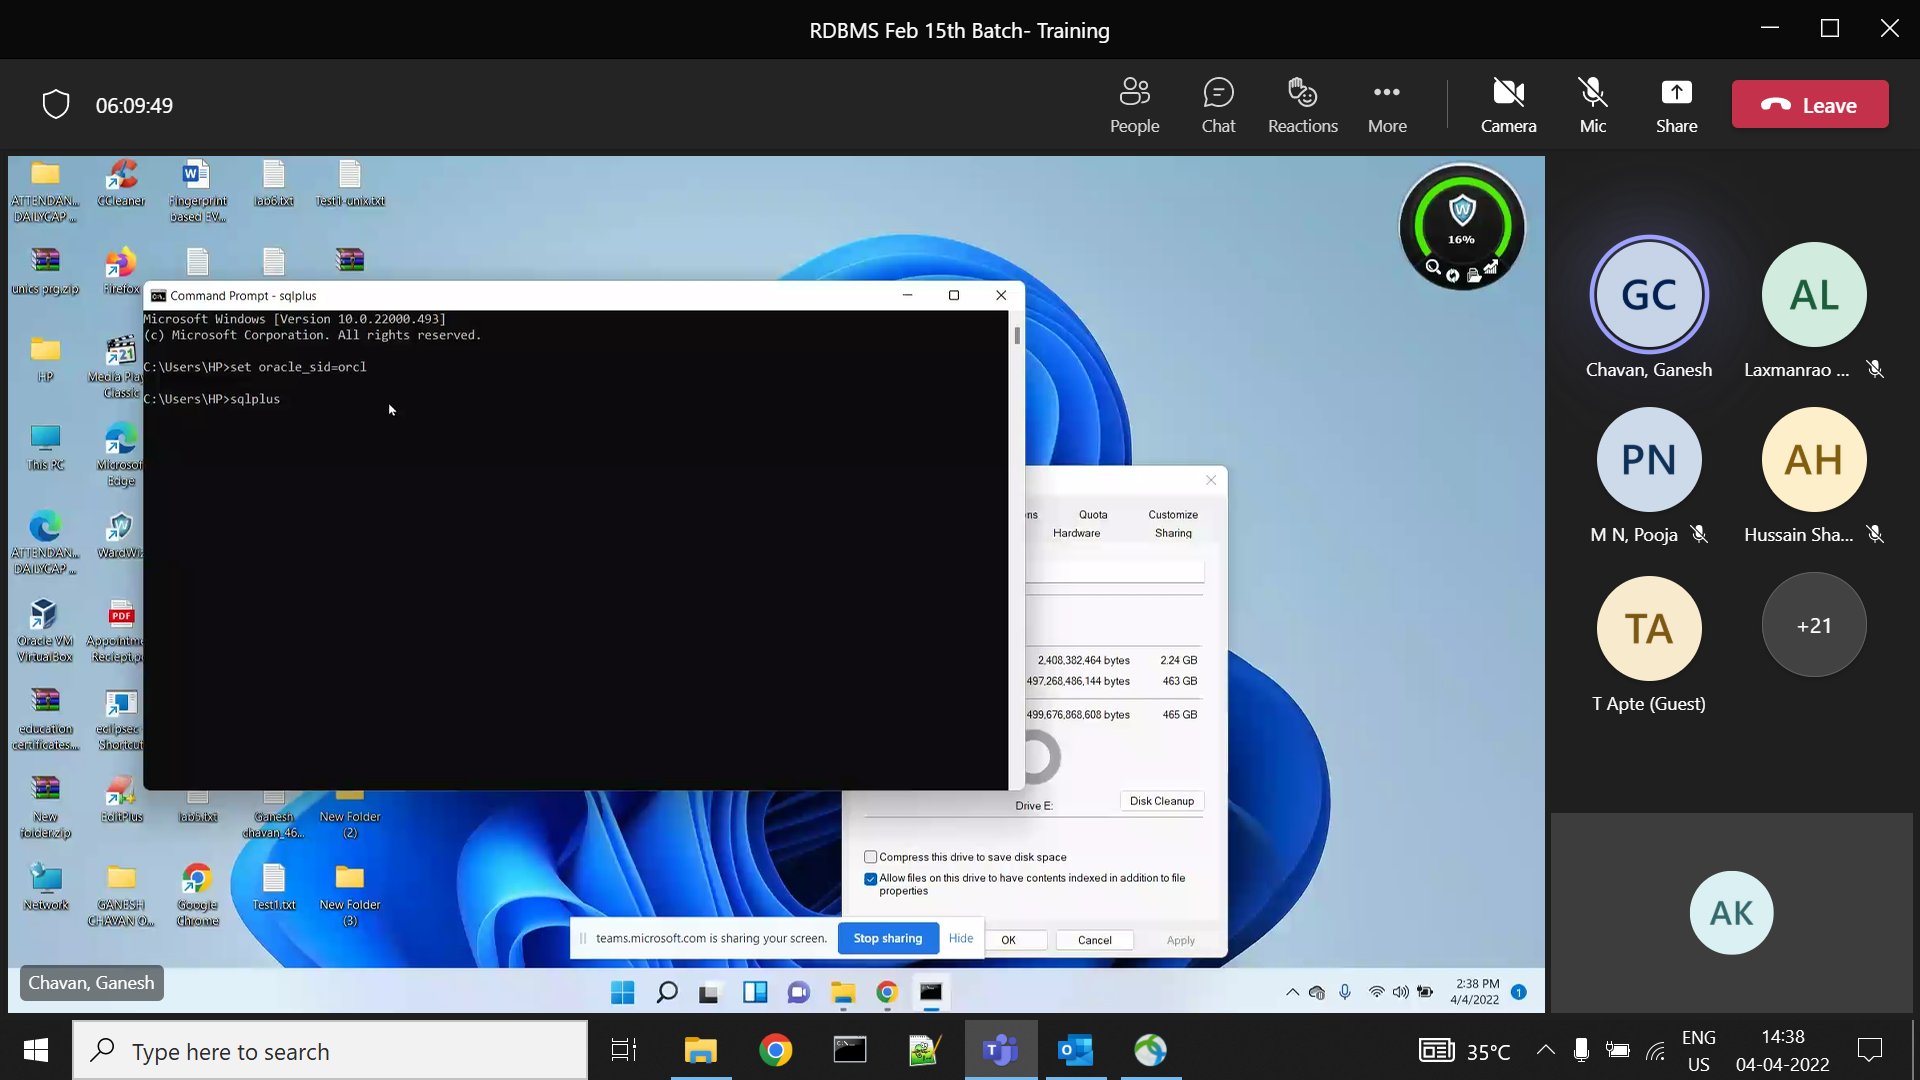 RDBMS Feb 15th Batch- Training
06:09:49
People
Chat
Reactions
More
Camera
Mic
Share
Leave
ATTENDAN...
DAILYCAP ...
CCleaner
Fingerprint
based EV...
lab6.txt
Test1-unix.txt
16%
unics prg.zip
Firefox
HP
Media Play
Classic
This PC
Microsof
Edge
ATTENDAN...
DAILYCAP ...
WardWiz
Oracle VM
VirtualBox
Appointme
Reciept.p
education
certificates...
eclipsec
Shortcut
New
folder.zip
EditPlus
lab5.txt
Ganesh
chavan_46...
New Folder
(2)
Network
GANESH
CHAVAN O...
Google
Chrome
Test1.txt
New Folder
(3)
Command Prompt - sqlplus
Microsoft Windows [Version 10.0.22000.493]
(c) Microsoft Corporation. All rights reserved.
C:\Users\HP>set oracle_sid=orcl
C:\Users\HP>sqlplus
Quota
Customize
Hardware
Sharing
2,408,382,464 bytes 2.24 GB
497,268,486,144 bytes 463 GB
499,676,868,608 bytes 465 GB
Drive E:
Disk Cleanup
Compress this drive to save disk space
Allow files on this drive to have contents indexed in addition to file
properties
OK
Cancel
Apply
teams.microsoft.com is sharing your screen.
Stop sharing
Hide
Chavan, Ganesh
2:38 PM
4/4/2022
1
GC
Chavan, Ganesh
AL
Laxmanrao ...
PN
M N, Pooja
AH
Hussain Sha...
TA
T Apte (Guest)
+21
AK
Type here to search
35°C
ENG
US
14:38
04-04-2022